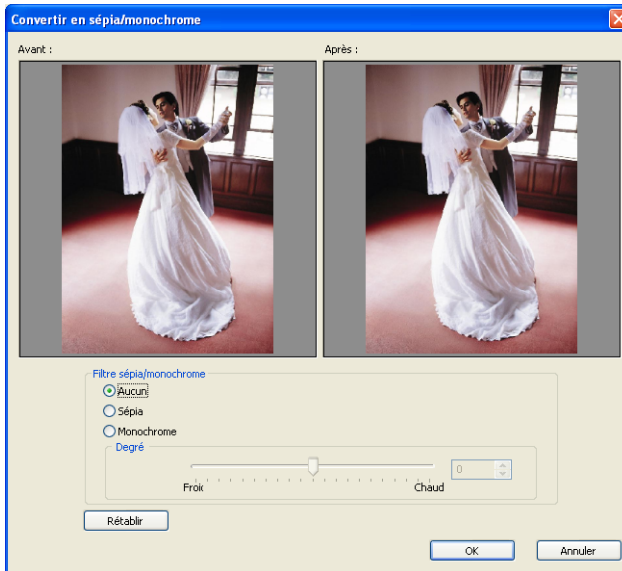 Convertir en sépia/monochrome
Avant :
Après :
Filtre sépia/monochrome
Aucun
Sépia
Monochrome
Degré
0
Froid
Chaud
Rétablir
OK
Annuler